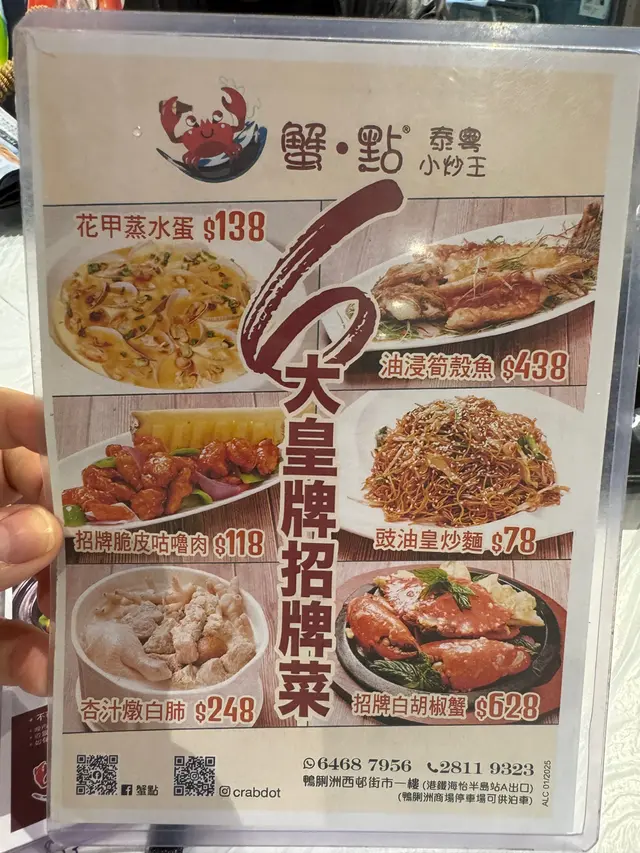 蟹·點®
泰粵
小炒王
6大皇牌招牌菜
花甲蒸水蛋 $138
油浸筍殼魚 $438
招牌脆皮咕嚕肉 $118
豉油皇炒麵 $78
杏汁燉白肺 $248
招牌白胡椒蟹 $628
蟹點
crabdot
6468 7956 2811 9323
鴨脷洲西邨街市一樓 (港鐵海怡半島站A出口)
(鴨脷洲商場停車場可供泊車)
ALC 01/2025